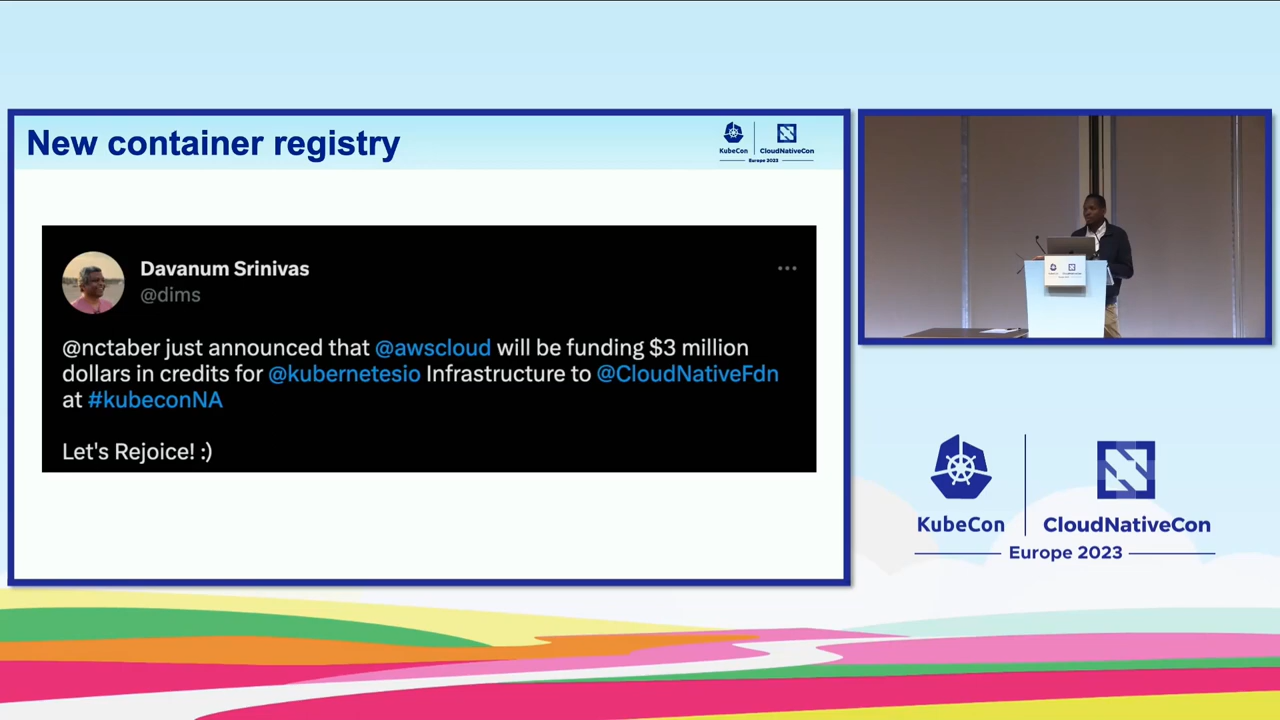 New container registry
KubeCon
CloudNativeCon
Europe 2023
Davanum Srinivas
@dims
@nctaber just announced that @awscloud will be funding $3 million
dollars in credits for @kubernetesio Infrastructure to @CloudNativeFdn
at #kubeconNA
Let's Rejoice! :)
KubeCon
CloudNativeCon
Europe 2023